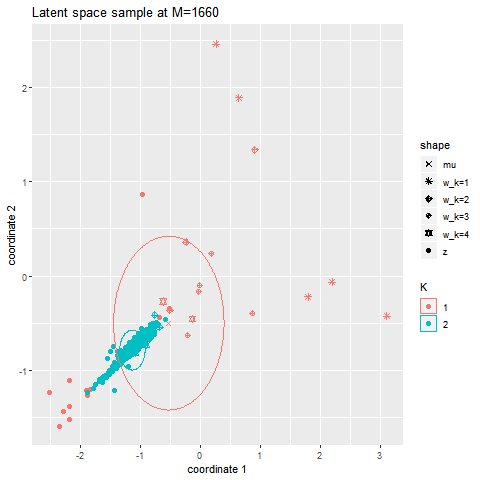 Latent space sample at M=1660
coordinate 2
2
1
0
-1
-2
-1
0
1
2
3
coordinate 1
shape
mu
w_k=1
w_k=2
w_k=3
w_k=4
z
K
1
2